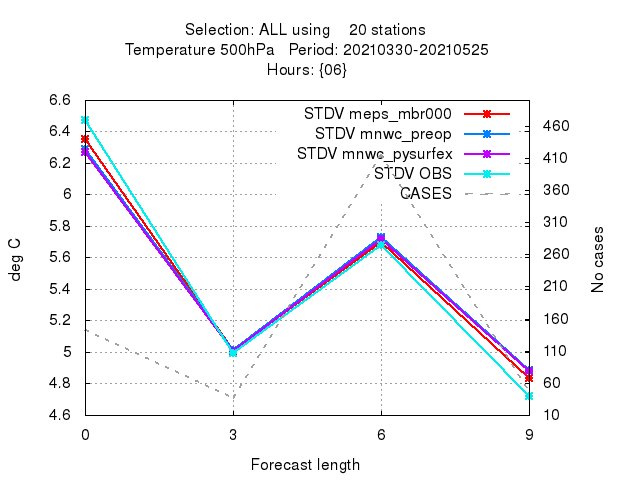 Selection: ALL using 20 stations
Temperature 500hPa Period: 20210330-20210525
Hours: {06}
STDV meps_mbr000
STDV mnwc_preop
STDV mnwc_pysurfex
STDV OBS
CASES
6.6
6.4
6.2
6
5.8
5.6
5.4
5.2
5
4.8
4.6
deg C
460
410
360
310
260
210
160
110
60
10
No cases
0 3 6 9
Forecast length